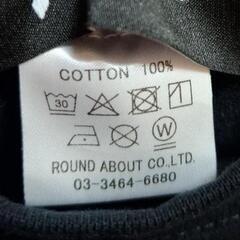 COTTON 100%
30
W
ROUND ABOUT CO.,LTD.
03-3464-6680